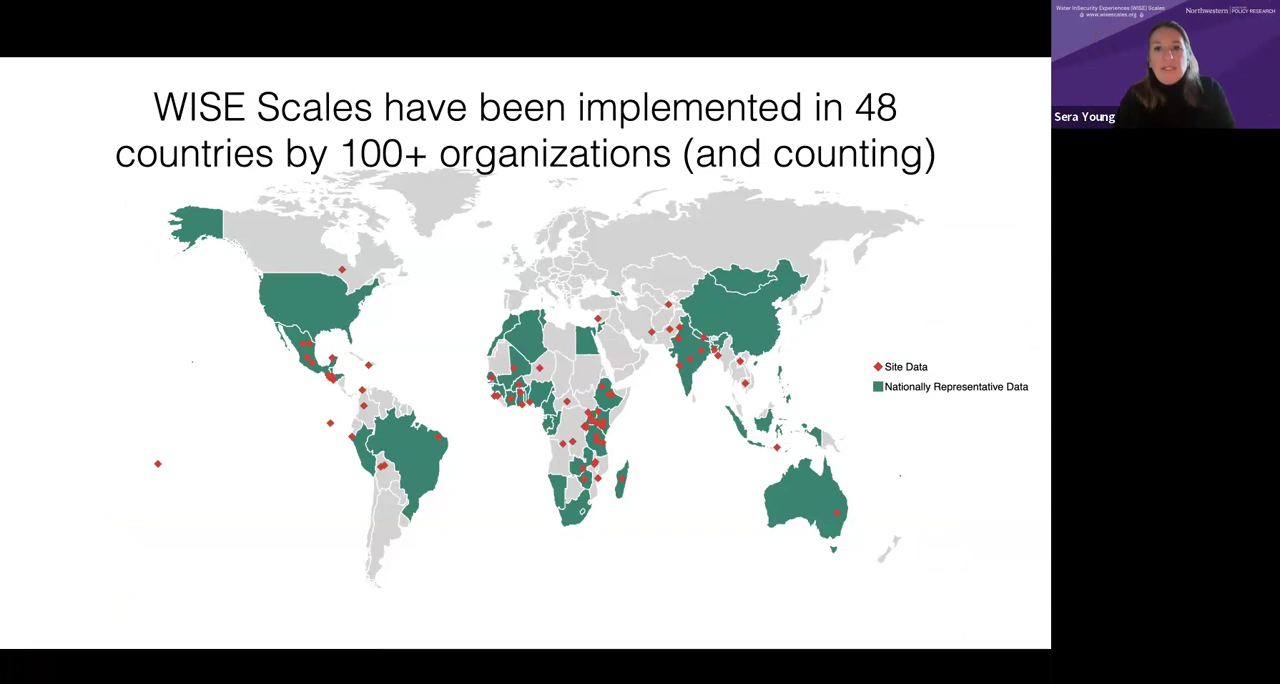 WISE Scales have been implemented in 48
countries by 100+ organizations (and counting)
Site Data
Nationally Representative Data
Water InSecurity Experiences (WISE) Scales
www.wisescales.org
Northwestern
POLICY RESEARCH
Sera Young